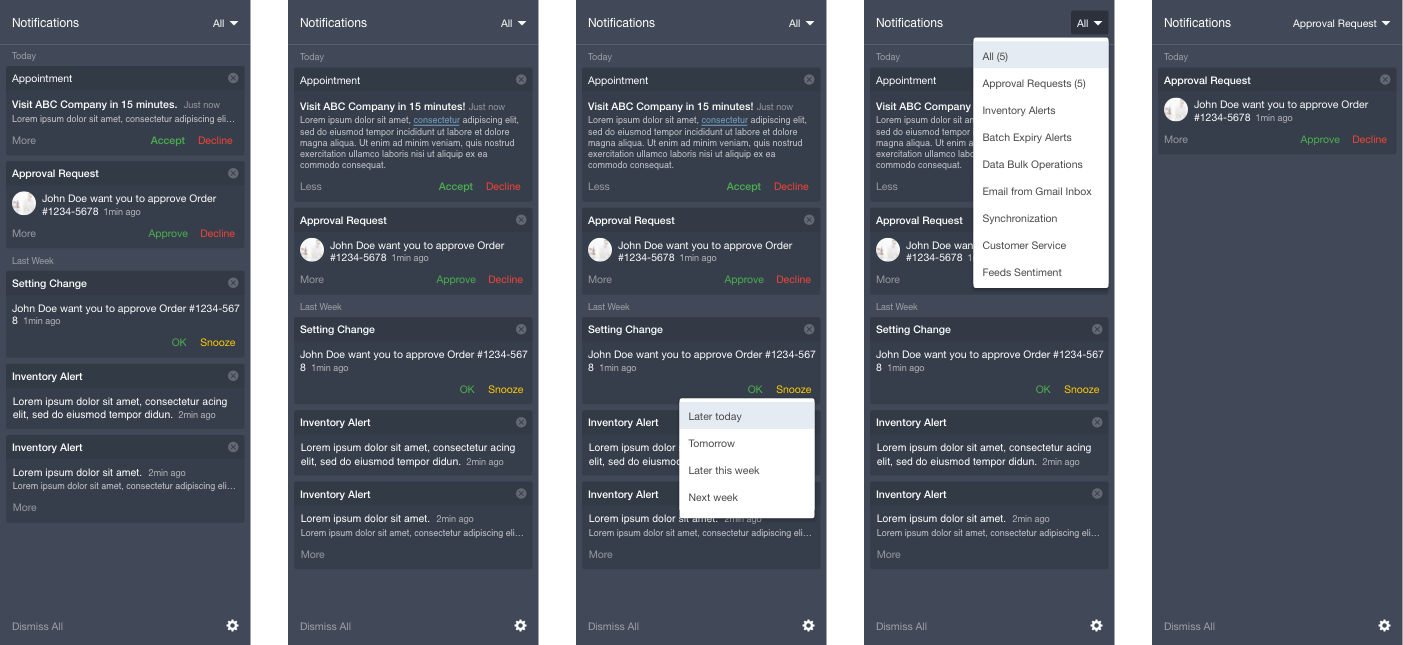 Notifications
All
Today
Appointment
Visit ABC Company in 15 minutes. Just now
Lorem ipsum dolor sit amet, consectetur adipiscing eli...
More
Accept
Decline
Approval Request
John Doe want you to approve Order
#1234-5678 1min ago
More
Approve
Decline
Last Week
Setting Change
John Doe want you to approve Order #1234-567
8 1min ago
OK
Snooze
Inventory Alert
Lorem ipsum dolor sit amet, consectetur acing
elit, sed do eiusmod tempor didun. 2min ago
Inventory Alert
Lorem ipsum dolor sit amet. 2min ago
Lorem ipsum dolor sit amet, consectetur adipiscing eli...
More
Dismiss All
Notifications
All
Today
Appointment
Visit ABC Company in 15 minutes! Just now
Lorem ipsum dolor sit amet, consectetur adipiscing elit,
sed do eiusmod tempor incididunt ut labore et dolore
magna aliqua. Ut enim ad minim veniam, quis nostrud
exercitation ullamco laboris nisi ut aliquip ex ea
commodo consequat.
Less
Accept
Decline
Approval Request
John Doe want you to approve Order
#1234-5678 1min ago
More
Approve
Decline
Last Week
Setting Change
John Doe want you to approve Order #1234-567
8 1min ago
OK
Snooze
Inventory Alert
Lorem ipsum dolor sit amet, consectetur acing
elit, sed do eiusmod tempor didun. 2min ago
Inventory Alert
Lorem ipsum dolor sit amet. 2min ago
Lorem ipsum dolor sit amet, consectetur adipiscing eli...
More
Dismiss All
Notifications
All
Today
Appointment
Visit ABC Company in 15 minutes! Just now
Lorem ipsum dolor sit amet, consectetur adipiscing elit,
sed do eiusmod tempor incididunt ut labore et dolore
magna aliqua. Ut enim ad minim veniam, quis nostrud
exercitation ullamco laboris nisi ut aliquip ex ea
commodo consequat.
Less
Accept
Decline
Approval Request
John Doe want you to approve Order
#1234-5678 1min ago
More
Approve
Decline
Last Week
Setting Change
John Doe want you to approve Order #1234-567
8 1min ago
OK
Snooze
Later today
Tomorrow
Later this week
Next week
Inventory Alert
Lorem ipsum dolor s
elit, sed do eiusmod
Inventory Alert
Lorem ipsum dolor sit amet. 2min ago
Lorem ipsum dolor sit amet, consectetur adipiscing eli...
More
Dismiss All
Notifications
All
All (5)
Approval Requests (5)
Inventory Alerts
Batch Expiry Alerts
Data Bulk Operations
Email from Gmail Inbox
Synchronization
Customer Service
Feeds Sentiment
Today
Appointment
Visit ABC Company
Lorem ipsum dolor sit a
sed do eiusmod tempor
magna aliqua. Ut enim a
exercitation ullamco lab
commodo consequat.
Less
Approval Request
John Doe wan
#1234-5678
More
Last Week
Setting Change
John Doe want you to approve Order #1234-567
8 1min ago
OK
Snooze
Inventory Alert
Lorem ipsum dolor sit amet, consectetur acing
elit, sed do eiusmod tempor didun. 2min ago
Inventory Alert
Lorem ipsum dolor sit amet. 2min ago
Lorem ipsum dolor sit amet, consectetur adipiscing eli...
More
Dismiss All
Notifications
Approval Request
Today
Approval Request
John Doe want you to approve Order
#1234-5678 1min ago
More
Approve
Decline
Dismiss All